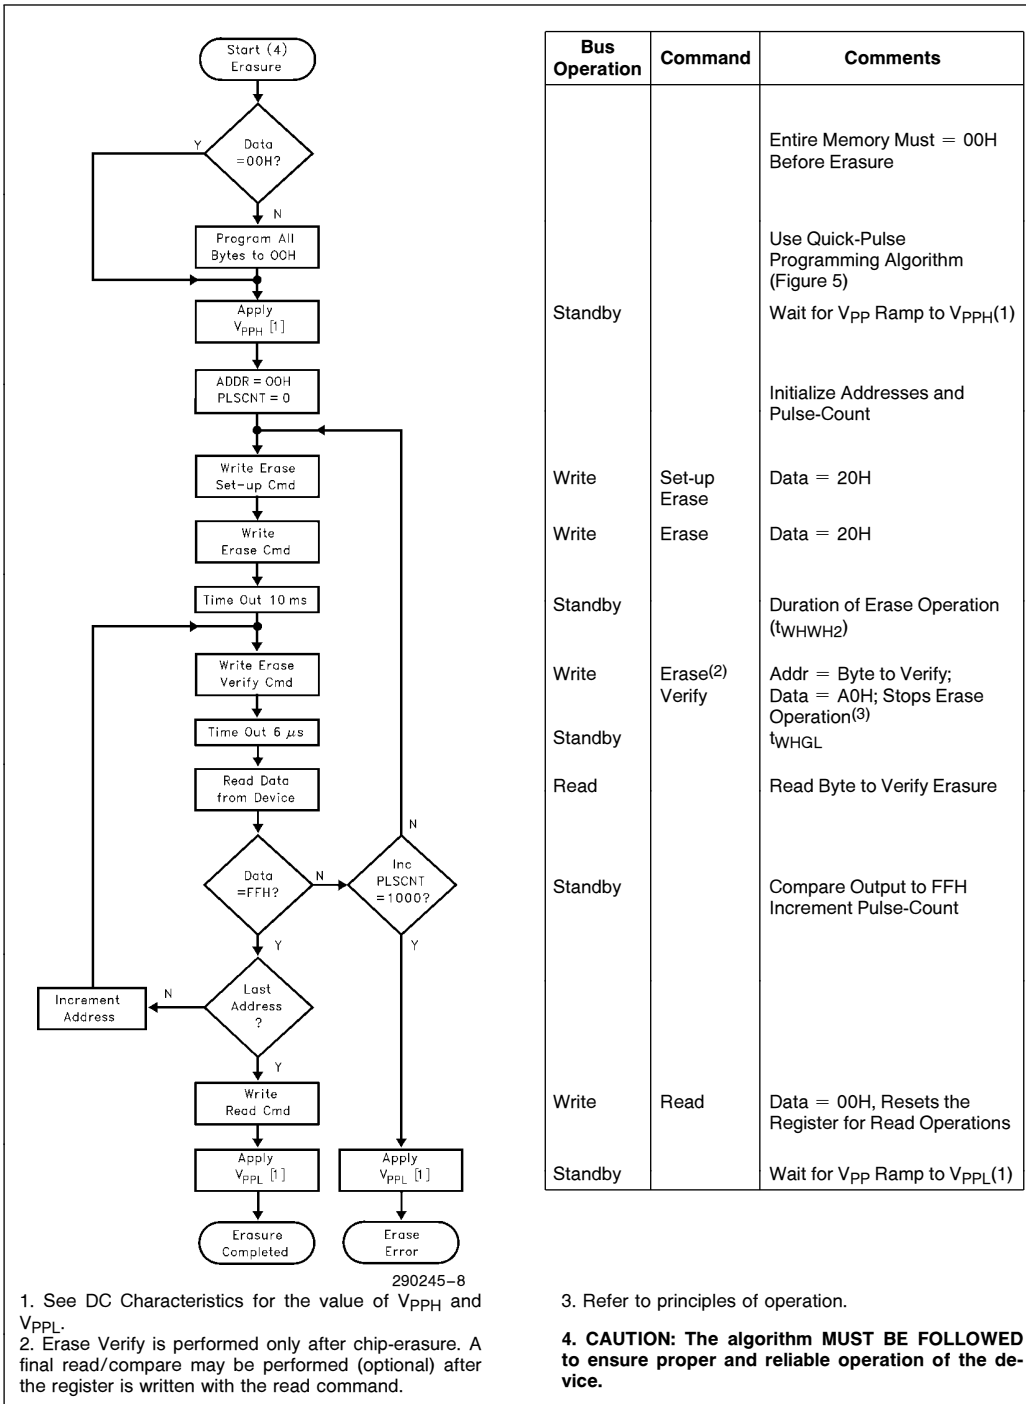 Start (4)
Erasure
Data
=00H?
Y
N
Program All
Bytes to 00H
Apply
VPPH [1]
ADDR = 00H
PLSCNT = 0
Write Erase
Set-up Cmd
Write
Erase Cmd
Time Out 10 ms
Write Erase
Verify Cmd
Time Out 6 μs
Read Data
from Device
Data
=FFH?
N
Y
Inc
PLSCNT
=1000?
N
Y
Last
Address
?
N
Y
Increment
Address
Write
Read Cmd
Apply
VPPL [1]
Apply
VPPL [1]
Erasure
Completed
Erase
Error
290245–8
Bus
Operation
Command
Comments
Entire Memory Must = 00H
Before Erasure
Use Quick-Pulse
Programming Algorithm
(Figure 5)
Standby
Wait for VPP Ramp to VPPH(1)
Initialize Addresses and
Pulse-Count
Write
Set-up
Erase
Data = 20H
Write
Erase
Data = 20H
Standby
Duration of Erase Operation
(tWHWH2)
Write
Erase(2)
Verify
Addr = Byte to Verify;
Data = A0H; Stops Erase
Operation(3)
Standby
tWHGL
Read
Read Byte to Verify Erasure
Standby
Compare Output to FFH
Increment Pulse-Count
Write
Read
Data = 00H, Resets the
Register for Read Operations
Standby
Wait for VPP Ramp to VPPL(1)
1. See DC Characteristics for the value of VPPH and
VPPL.
2. Erase Verify is performed only after chip-erasure. A
final read/compare may be performed (optional) after
the register is written with the read command.
3. Refer to principles of operation.
4. CAUTION: The algorithm MUST BE FOLLOWED
to ensure proper and reliable operation of the de-
vice.